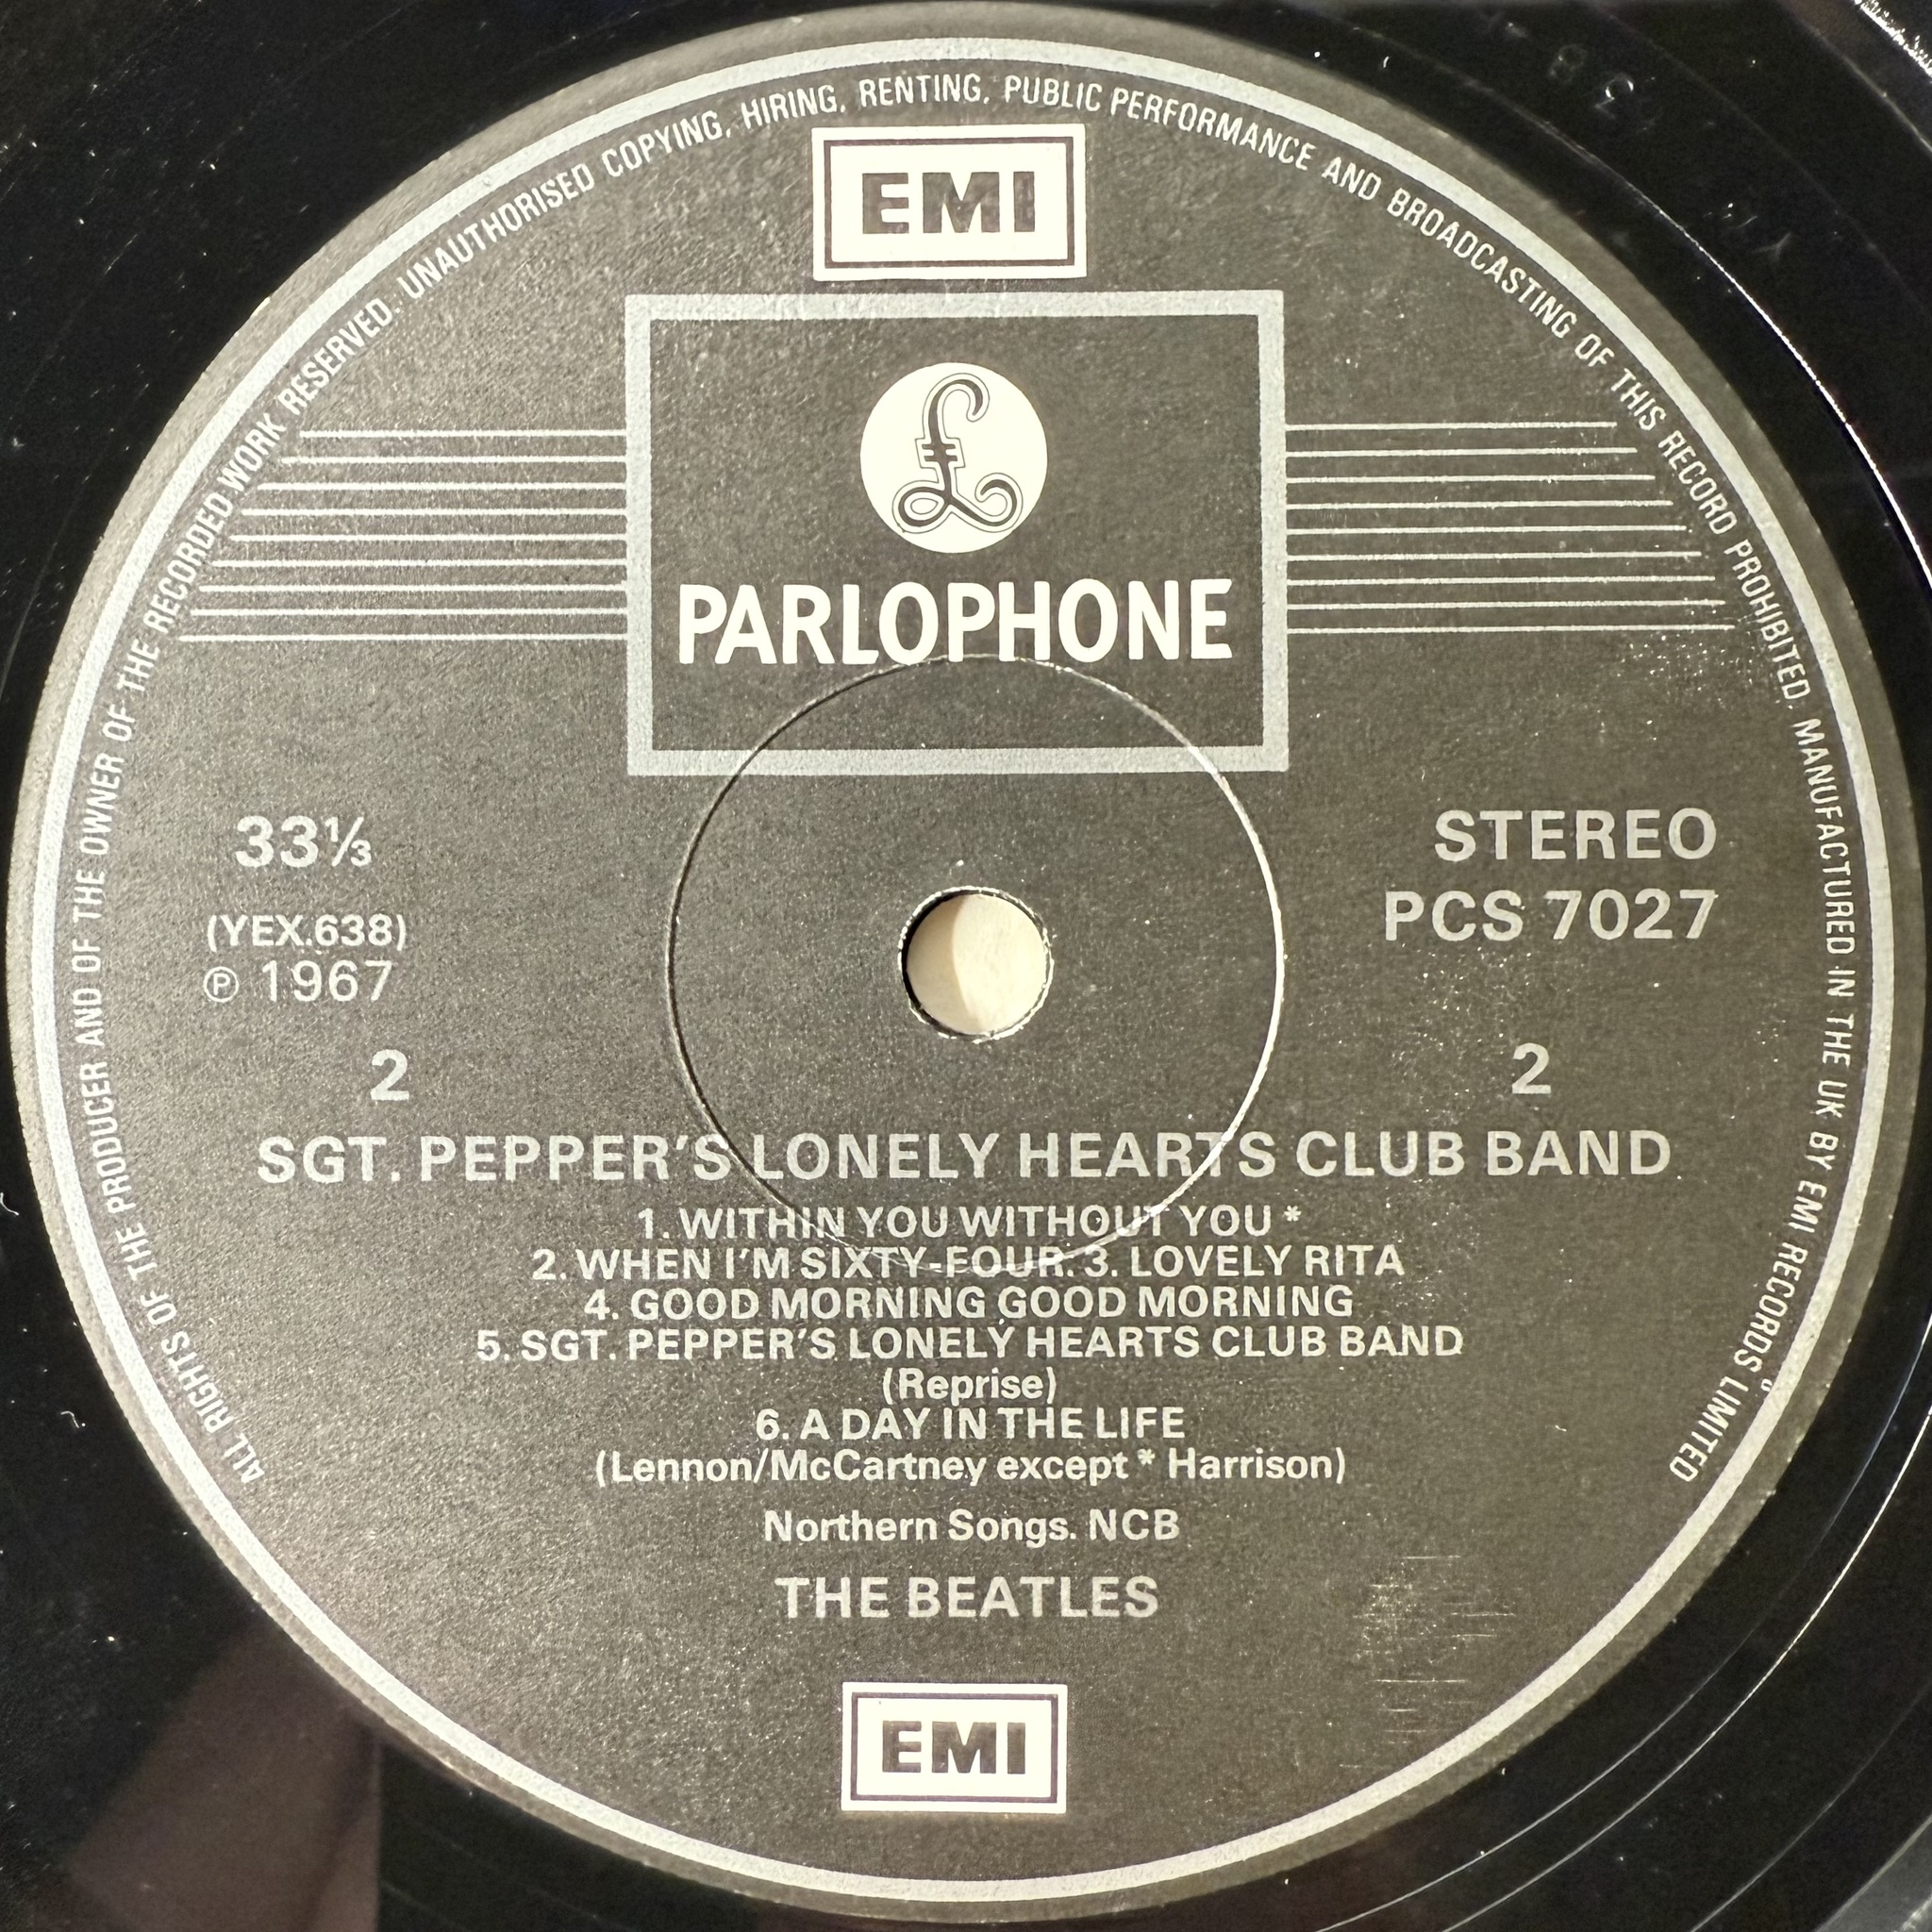 ALL RIGHTS OF THE PRODUCER AND OF THE OWNER OF THE RECORDED WORK RESERVED. UNAUTHORISED COPYING, HIRING, RENTING, PUBLIC PERFORMANCE AND BROADCASTING OF THIS RECORD PROHIBITED. MANUFACTURED IN THE UK BY EMI RECORDS LIMITED
EMI
£
PARLOPHONE
33⅓
STEREO
(YEX.638)
PCS 7027
℗ 1967
2
2
SGT. PEPPER'S LONELY HEARTS CLUB BAND
1. WITHIN YOU WITHOUT YOU *
2. WHEN I'M SIXTY-FOUR. 3. LOVELY RITA
4. GOOD MORNING GOOD MORNING
5. SGT. PEPPER'S LONELY HEARTS CLUB BAND
(Reprise)
6. A DAY IN THE LIFE
(Lennon/McCartney except * Harrison)
Northern Songs. NCB
THE BEATLES
EMI